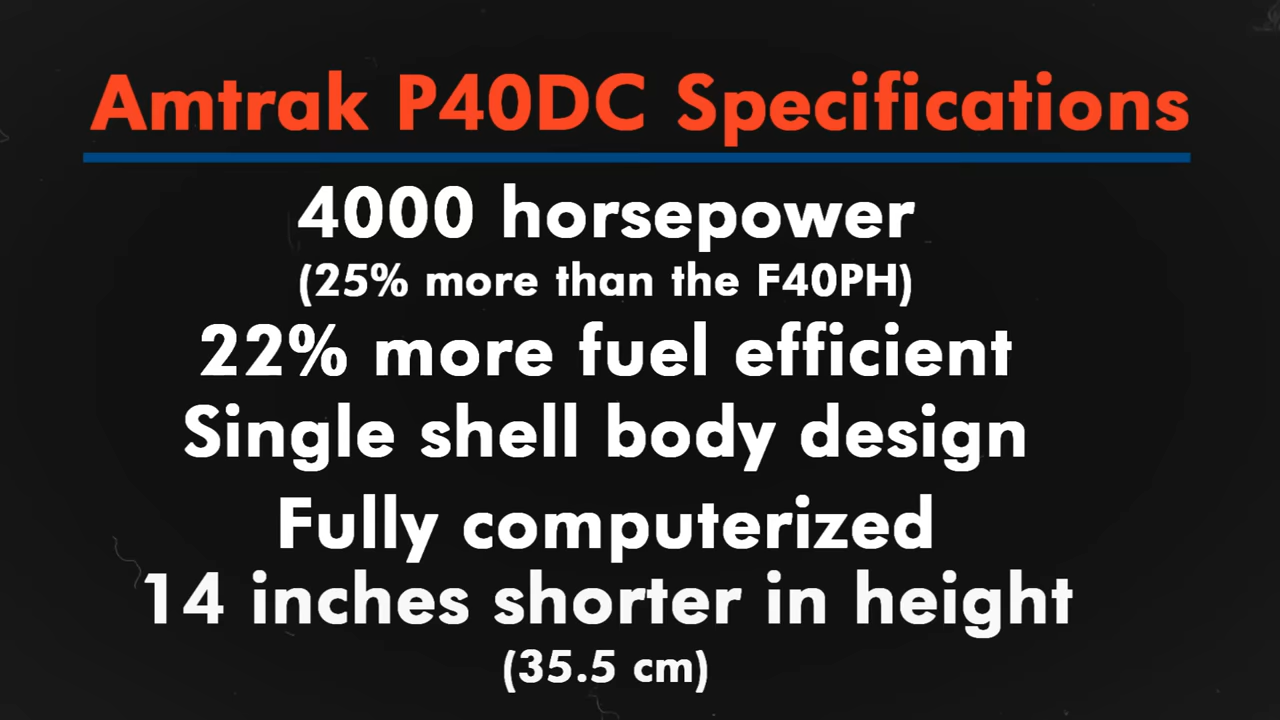 Amtrak P40DC Specifications
4000 horsepower
(25% more than the F40PH)
22% more fuel efficient
Single shell body design
Fully computerized
14 inches shorter in height
(35.5 cm)